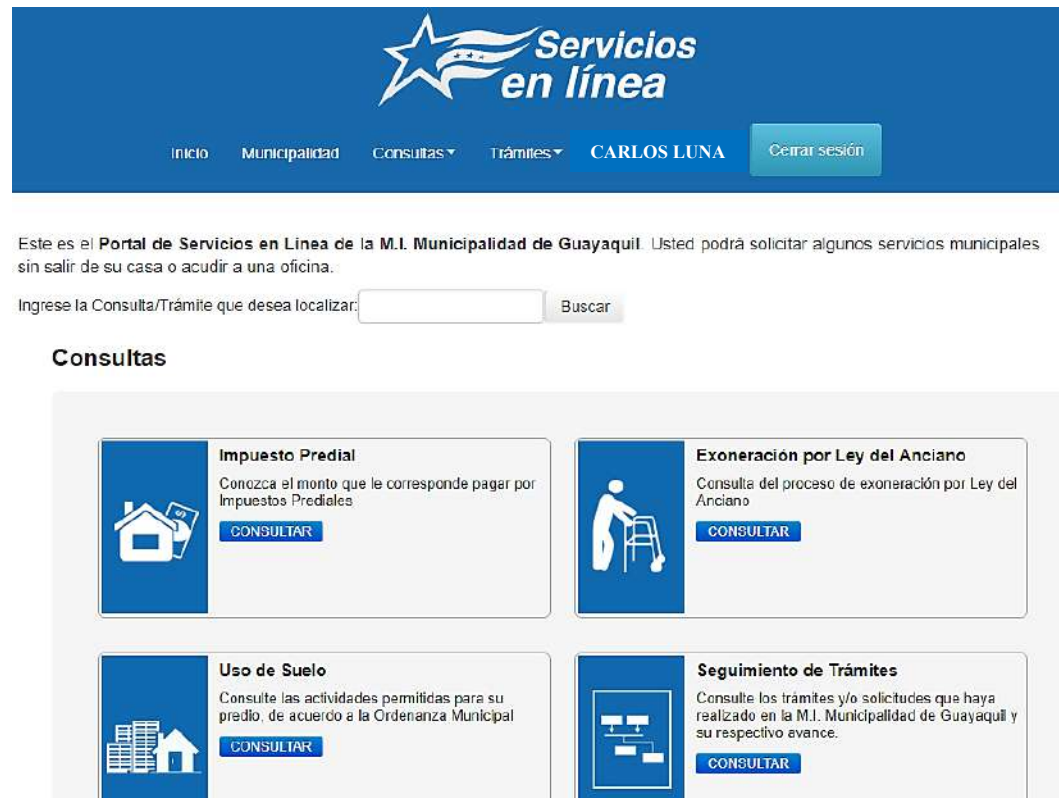 Servicios
en línea
Inicio Municipalidad Consultas Trámites CARLOS LUNA Cerrar sesión
Este es el Portal de Servicios en Linea de la M.I. Municipalidad de Guayaquil. Usted podrá solicitar algunos servicios municipales
sin salir de su casa o acudir a una oficina.
Ingrese la Consulta/Trámite que desea localizar: Buscar
Consultas
Impuesto Predial
Conozca el monto que le corresponde pagar por
Impuestos Prediales
CONSULTAR
Exoneración por Ley del Anciano
Consulta del proceso de exoneración por Ley del
Anciano
CONSULTAR
Uso de Suelo
Consulte las actividades permitidas para su
predio, de acuerdo a la Ordenanza Municipal
CONSULTAR
Seguimiento de Trámites
Consulte los trámites y/o solicitudes que haya
realizado en la M.I. Municipalidad de Guayaquil y
su respectivo avance.
CONSULTAR